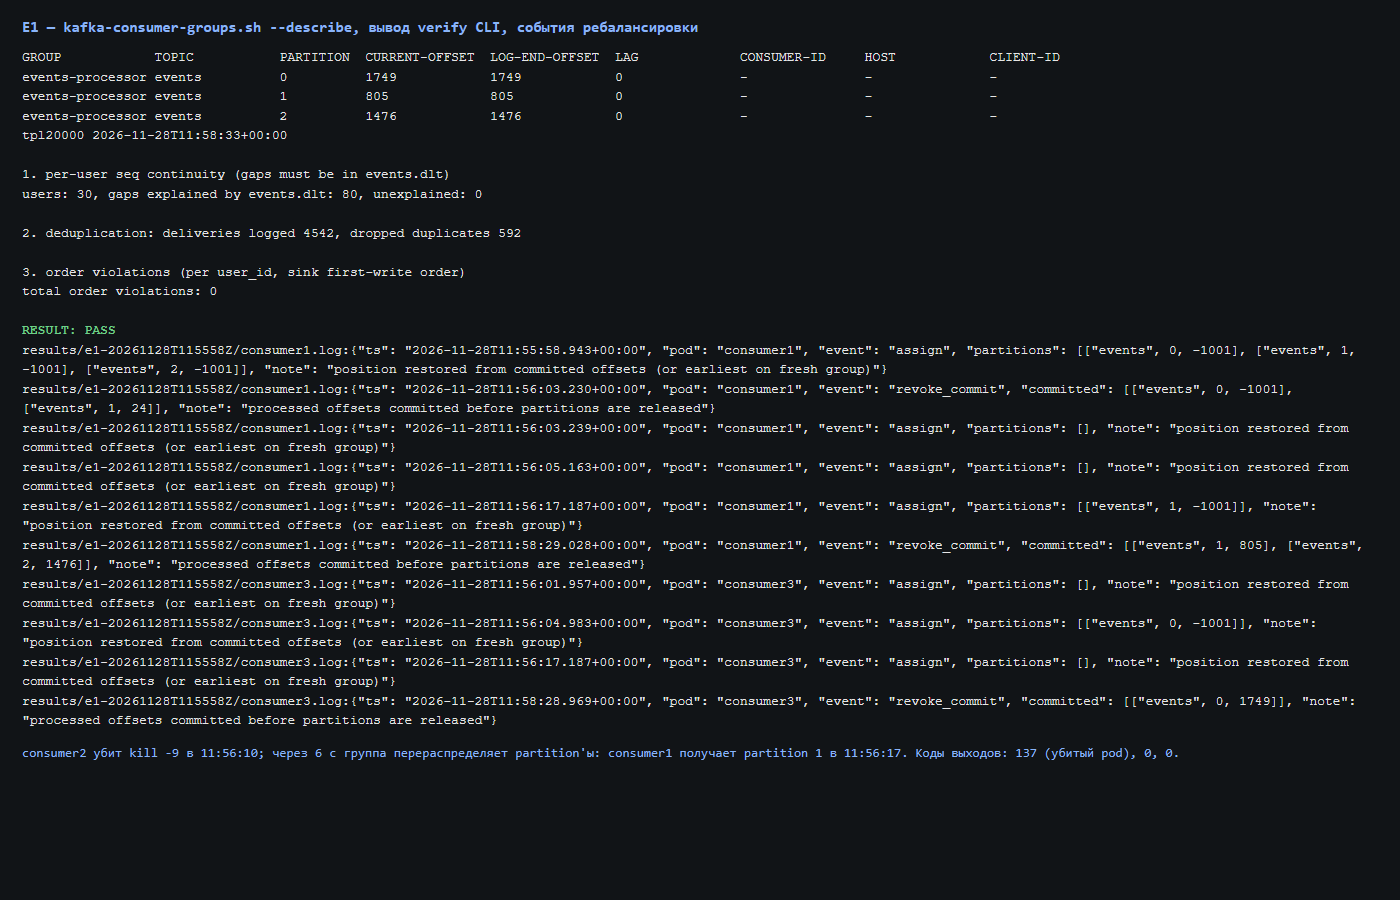 E1 — kafka-consumer-groups.sh --describe, вывод verify CLI, события ребалансировки
GROUP TOPIC PARTITION CURRENT-OFFSET LOG-END-OFFSET LAG CONSUMER-ID HOST CLIENT-ID
events-processor events 0 1749 1749 0 - - -
events-processor events 1 805 805 0 - - -
events-processor events 2 1476 1476 0 - - -
tpl20000 2026-11-28T11:58:33+00:00
1. per-user seq continuity (gaps must be in events.dlt)
users: 30, gaps explained by events.dlt: 80, unexplained: 0
2. deduplication: deliveries logged 4542, dropped duplicates 592
3. order violations (per user_id, sink first-write order)
total order violations: 0
RESULT: PASS
results/e1-20261128T115558Z/consumer1.log:{"ts": "2026-11-28T11:55:58.943+00:00", "pod": "consumer1", "event": "assign", "partitions": [["events", 0, -1001], ["events", 1,
-1001], ["events", 2, -1001]], "note": "position restored from committed offsets (or earliest on fresh group)"}
results/e1-20261128T115558Z/consumer1.log:{"ts": "2026-11-28T11:56:03.230+00:00", "pod": "consumer1", "event": "revoke_commit", "committed": [["events", 0, -1001],
["events", 1, 24]], "note": "processed offsets committed before partitions are released"}
results/e1-20261128T115558Z/consumer1.log:{"ts": "2026-11-28T11:56:03.239+00:00", "pod": "consumer1", "event": "assign", "partitions": [], "note": "position restored from
committed offsets (or earliest on fresh group)"}
results/e1-20261128T115558Z/consumer1.log:{"ts": "2026-11-28T11:56:05.163+00:00", "pod": "consumer1", "event": "assign", "partitions": [], "note": "position restored from
committed offsets (or earliest on fresh group)"}
results/e1-20261128T115558Z/consumer1.log:{"ts": "2026-11-28T11:56:17.187+00:00", "pod": "consumer1", "event": "assign", "partitions": [["events", 1, -1001]], "note":
"position restored from committed offsets (or earliest on fresh group)"}
results/e1-20261128T115558Z/consumer1.log:{"ts": "2026-11-28T11:58:29.028+00:00", "pod": "consumer1", "event": "revoke_commit", "committed": [["events", 1, 805], ["events",
2, 1476]], "note": "processed offsets committed before partitions are released"}
results/e1-20261128T115558Z/consumer3.log:{"ts": "2026-11-28T11:56:01.957+00:00", "pod": "consumer3", "event": "assign", "partitions": [], "note": "position restored from
committed offsets (or earliest on fresh group)"}
results/e1-20261128T115558Z/consumer3.log:{"ts": "2026-11-28T11:56:04.983+00:00", "pod": "consumer3", "event": "assign", "partitions": [["events", 0, -1001]], "note":
"position restored from committed offsets (or earliest on fresh group)"}
results/e1-20261128T115558Z/consumer3.log:{"ts": "2026-11-28T11:56:17.187+00:00", "pod": "consumer3", "event": "assign", "partitions": [], "note": "position restored from
committed offsets (or earliest on fresh group)"}
results/e1-20261128T115558Z/consumer3.log:{"ts": "2026-11-28T11:58:28.969+00:00", "pod": "consumer3", "event": "revoke_commit", "committed": [["events", 0, 1749]], "note":
"processed offsets committed before partitions are released"}
consumer2 убит kill -9 в 11:56:10; через 6 с группа перераспределяет partition'ы: consumer1 получает partition 1 в 11:56:17. Коды выходов: 137 (убитый pod), 0, 0.